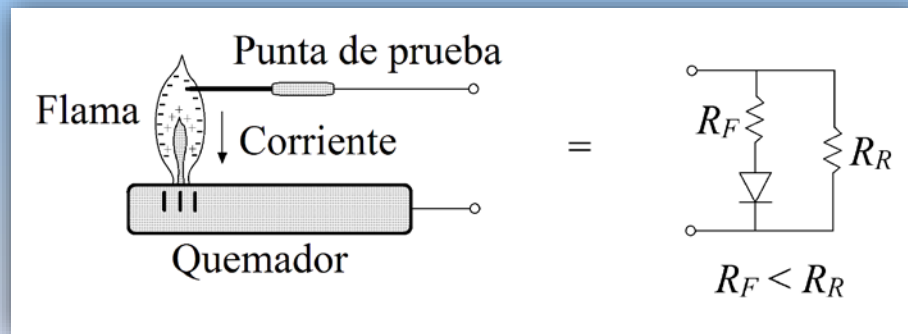 Punta de prueba
Flama
Corriente
Quemador
=
R_F
R_R
R_F < R_R